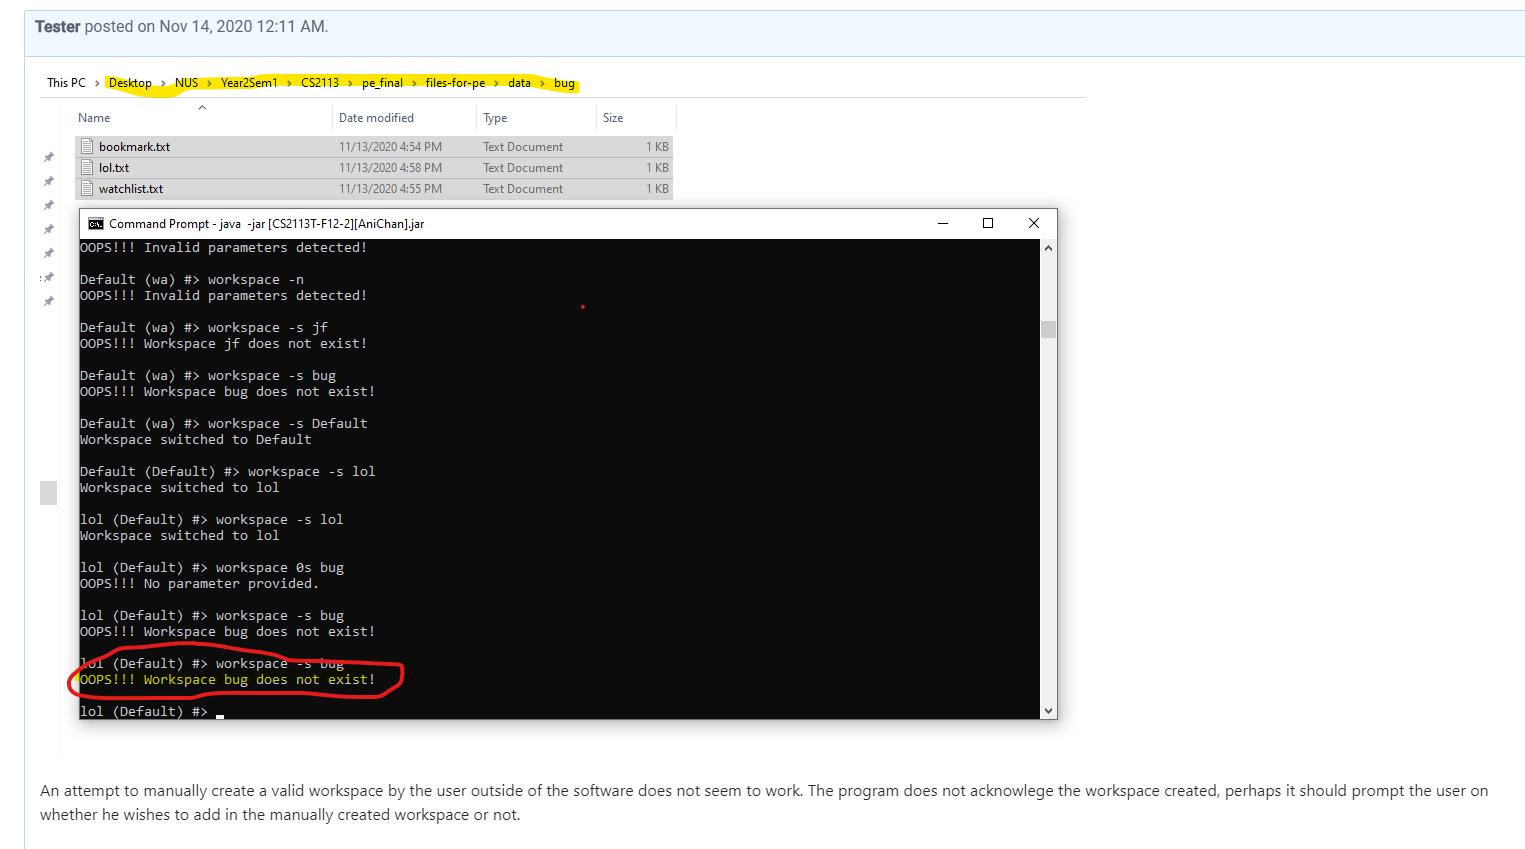 Tester posted on Nov 14, 2020 12:11 AM.
This PC > Desktop > NUS > Year2Sem1 > CS2113 > pe_final > files-for-pe > data > bug
Name Date modified Type Size
bookmark.txt 11/13/2020 4:54 PM Text Document 1 KB
lol.txt 11/13/2020 4:58 PM Text Document 1 KB
watchlist.txt 11/13/2020 4:55 PM Text Document 1 KB
Command Prompt - java -jar [CS2113T-F12-2][AniChan].jar
OOPS!!! Invalid parameters detected!
Default (wa) #> workspace -n
OOPS!!! Invalid parameters detected!
Default (wa) #> workspace -s jf
OOPS!!! Workspace jf does not exist!
Default (wa) #> workspace -s bug
OOPS!!! Workspace bug does not exist!
Default (wa) #> workspace -s Default
Workspace switched to Default
Default (Default) #> workspace -s lol
Workspace switched to lol
lol (Default) #> workspace -s lol
Workspace switched to lol
lol (Default) #> workspace 0s bug
OOPS!!! No parameter provided.
lol (Default) #> workspace -s bug
OOPS!!! Workspace bug does not exist!
lol (Default) #> workspace -s bug
OOPS!!! Workspace bug does not exist!
lol (Default) #>
An attempt to manually create a valid workspace by the user outside of the software does not seem to work. The program does not acknowlege the workspace created, perhaps it should prompt the user on
whether he wishes to add in the manually created workspace or not.